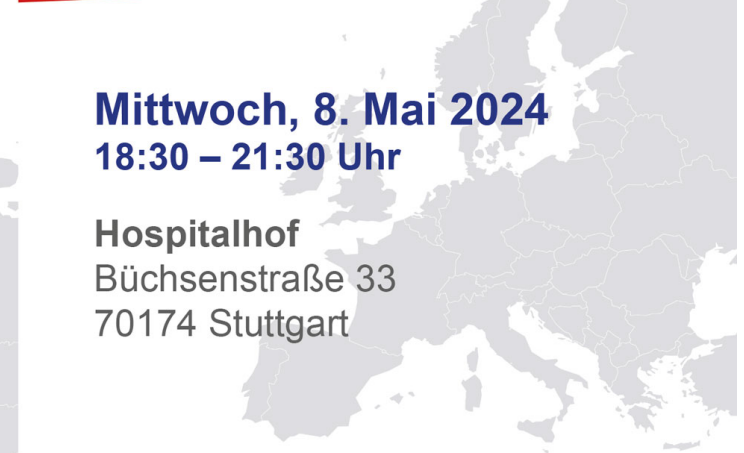 Mittwoch, 8. Mai 2024
18:30 – 21:30 Uhr
Hospitalhof
Büchsenstraße 33
70174 Stuttgart